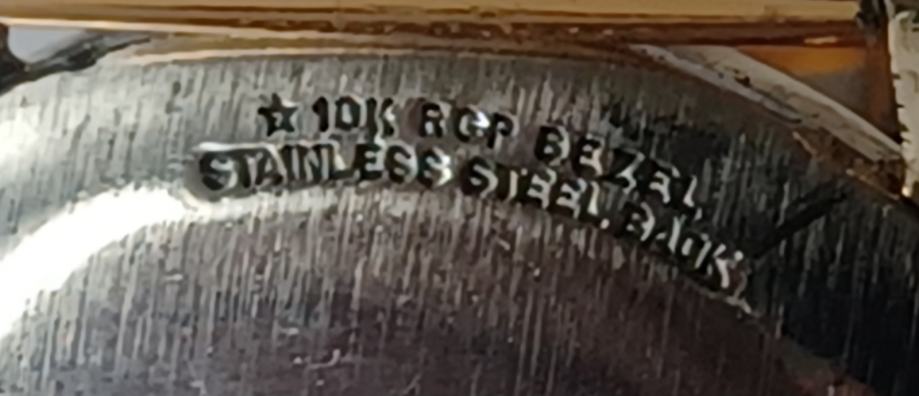 ☆ 10K RGP BEZEL
STAINLESS STEEL BACK